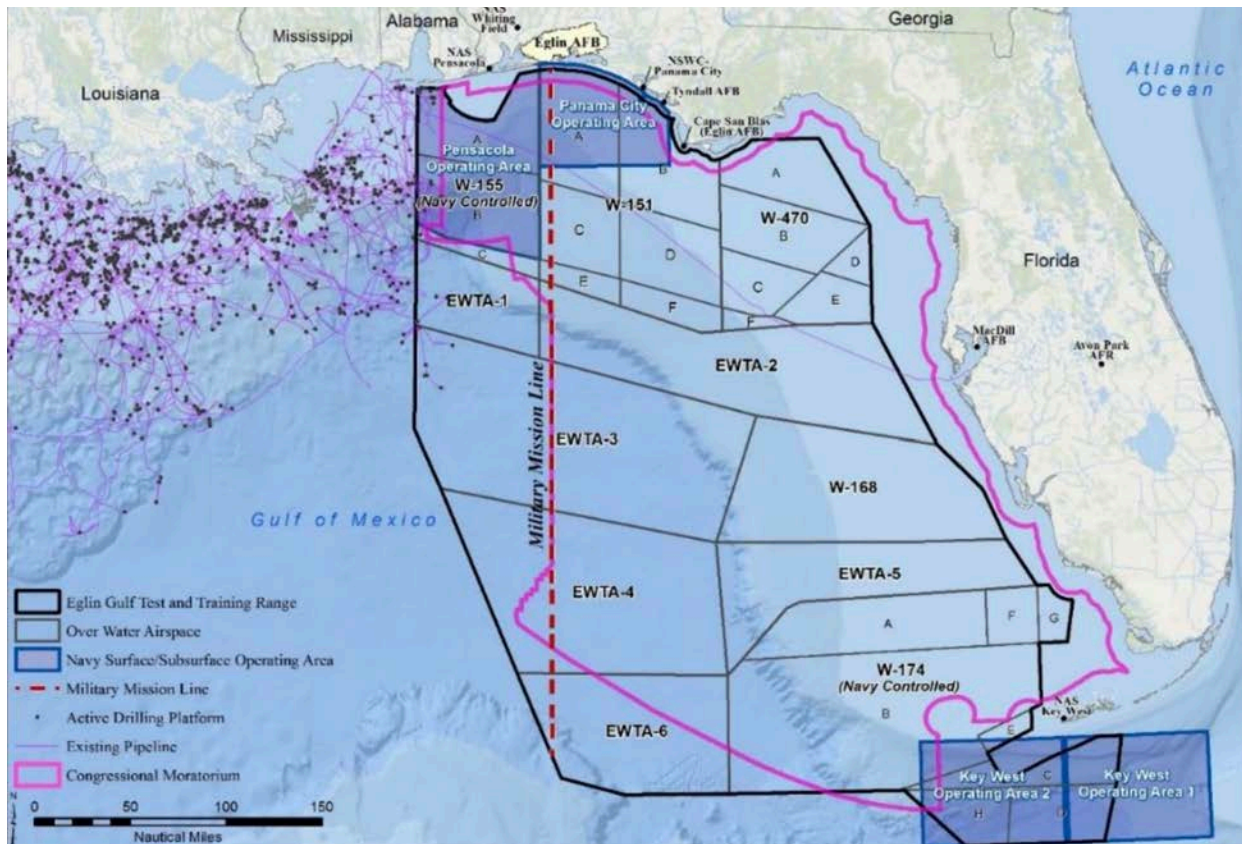 Mississippi
Alabama
NAS
Whiting
Field
Eglin AFB
Georgia
NAS
Pensacola
NSWC-
Panama City
Tyndall AFB
Atlantic
Ocean
Louisiana
Panama City
Operating Area
A
Cape San Blas
(Eglin AFB)
A
Pensacola
Operating Area
W-155
(Navy Controlled)
B
B
A
W-151
W-470
B
C
C
D
D
Florida
E
C
E
EWTA-1
F
F
MacDill
AFB
Avon Park
AFR
EWTA-2
Military Mission Line
EWTA-3
W-168
Gulf of Mexico
EWTA-5
EWTA-4
A
F
G
W-174
(Navy Controlled)
B
NAS
Key West
E
EWTA-6
Key West
Operating Area 2
C
Key West
Operating Area 1
H
D
Eglin Gulf Test and Training Range
Over Water Airspace
Navy Surface/Subsurface Operating Area
Military Mission Line
Active Drilling Platform
Existing Pipeline
Congressional Moratorium
0 50 100 150
Nautical Miles